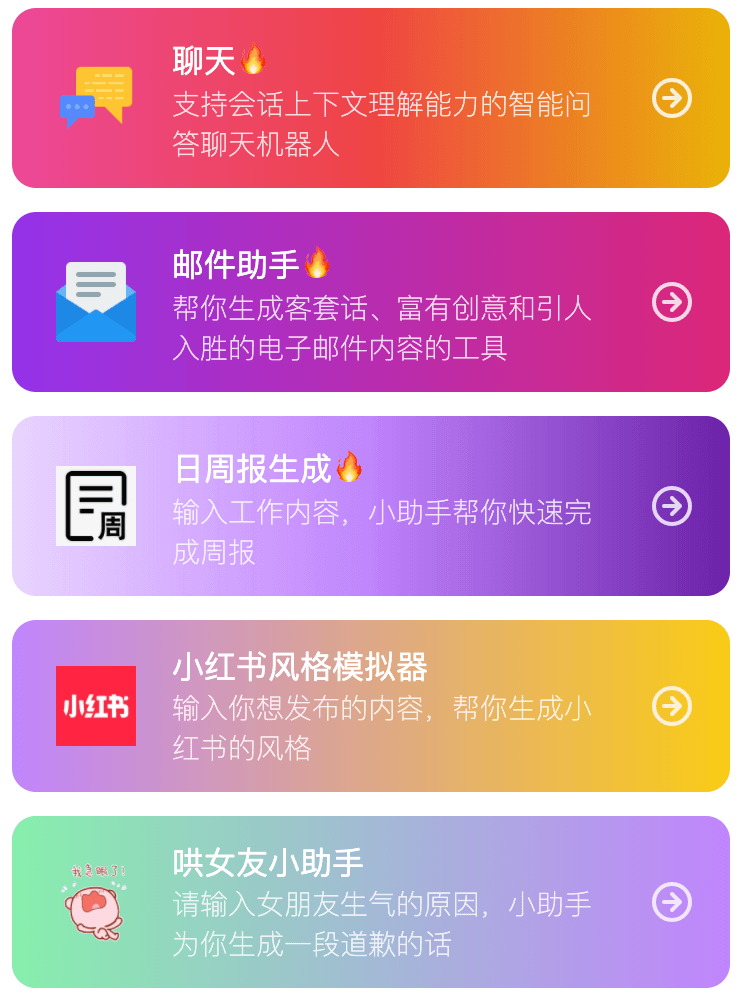 聊天🔥
支持会话上下文理解能力的智能问
答聊天机器人
邮件助手🔥
帮你生成客套话、富有创意和引人
入胜的电子邮件内容的工具
周
日周报生成🔥
输入工作内容，小助手帮你快速完
成周报
小红书
小红书风格模拟器
输入你想发布的内容，帮你生成小
红书的风格
哄女友小助手
请输入女朋友生气的原因，小助手
为你生成一段道歉的话